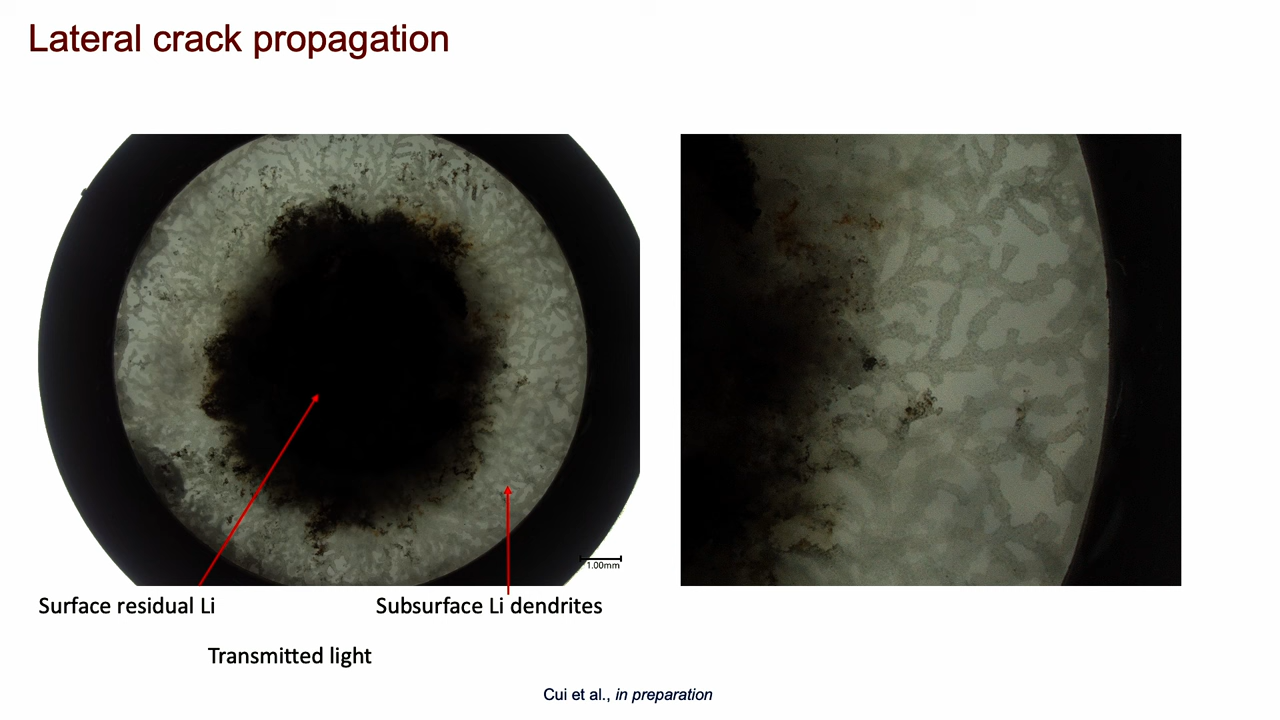 Lateral crack propagation
1.00mm
Surface residual Li
Subsurface Li dendrites
Transmitted light
Cui et al., in preparation